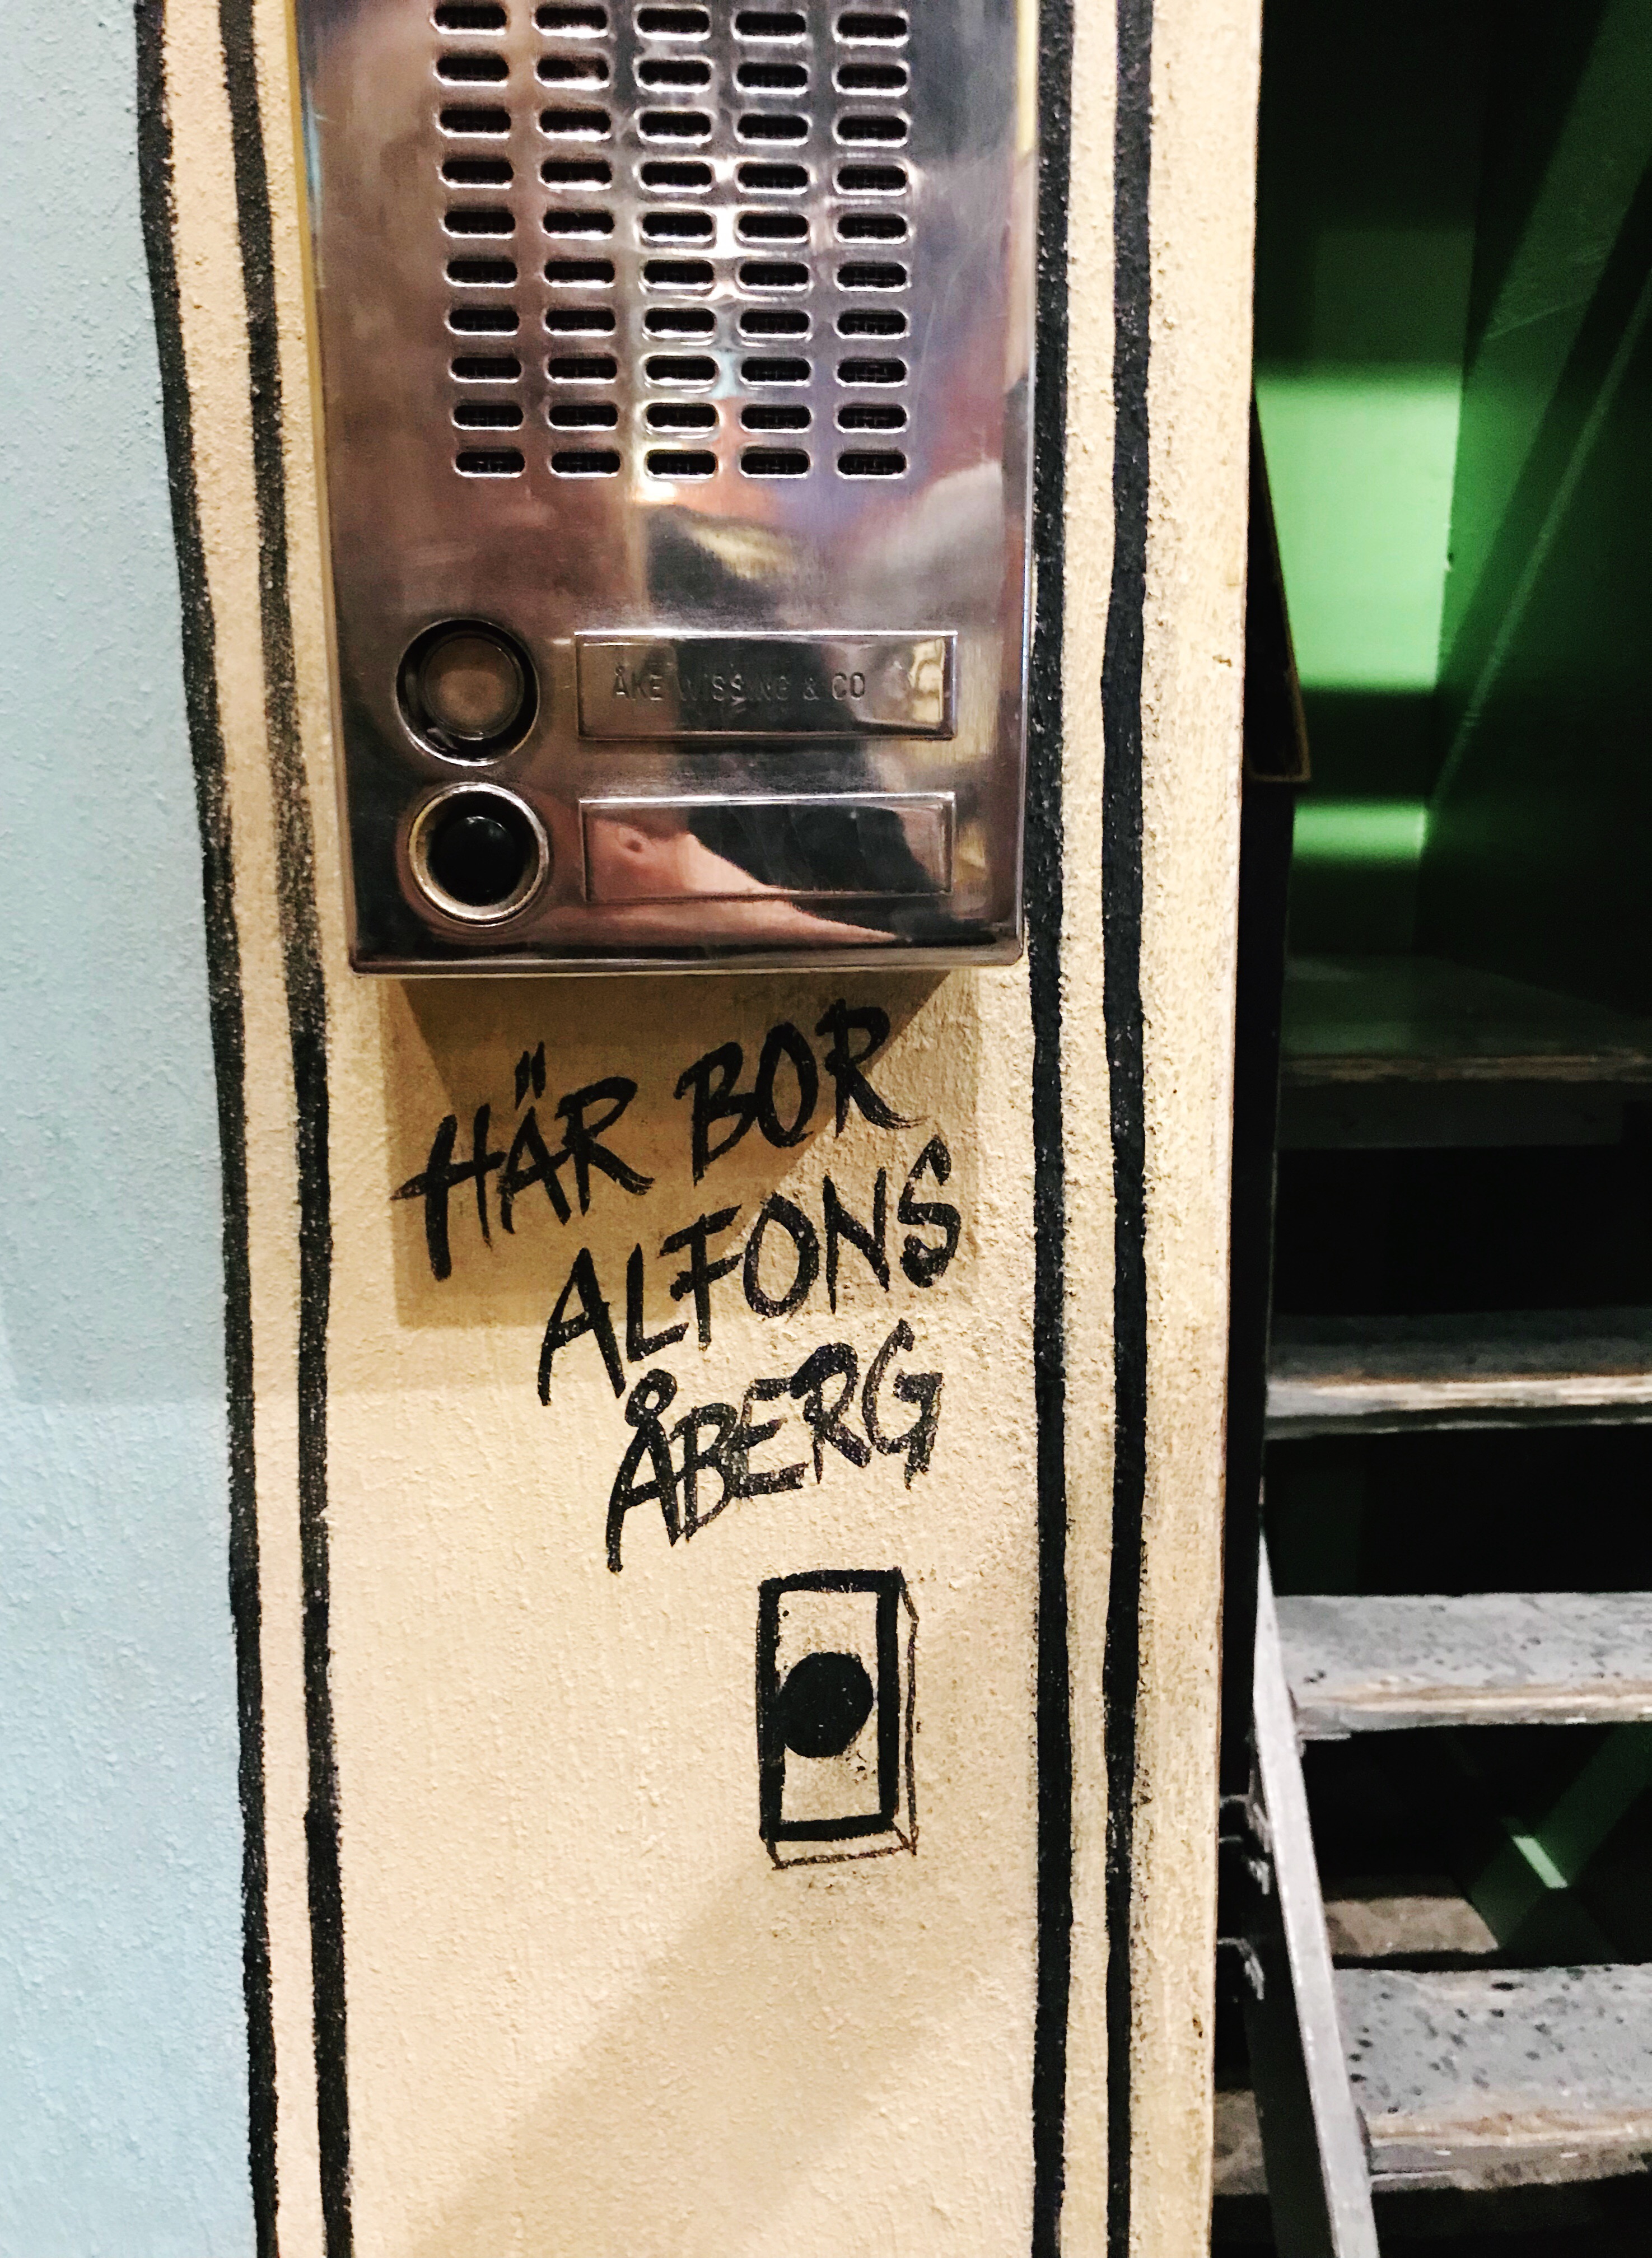 ÅKE WISSING & CO
HÄR BOR
ALFONS
ÅBERG